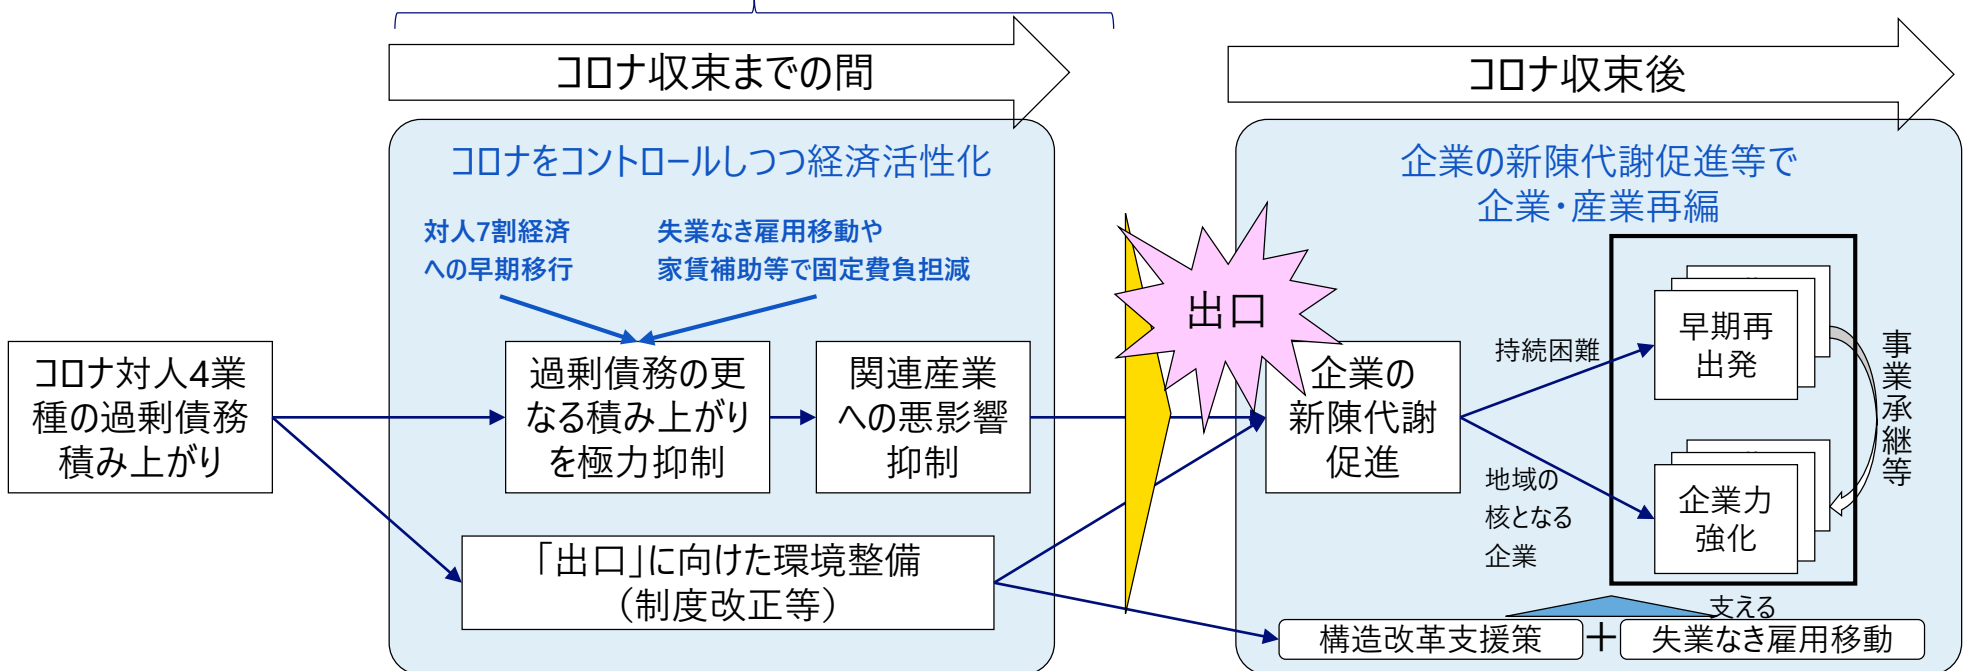 コロナ収束までの間
コロナ収束後
コロナをコントロールしつつ経済活性化
対人7割経済
への早期移行
失業なき雇用移動や
家賃補助等で固定費負担減
コロナ対人4業
種の過剰債務
積み上がり
過剰債務の更
なる積み上がり
を極力抑制
関連産業
への悪影響
抑制
「出口」に向けた環境整備
（制度改正等）
出口
企業の新陳代謝促進等で
企業・産業再編
企業の
新陳代謝
促進
持続困難
地域の
核となる
企業
早期再
出発
企業力
強化
事業承継等
支える
構造改革支援策
＋
失業なき雇用移動